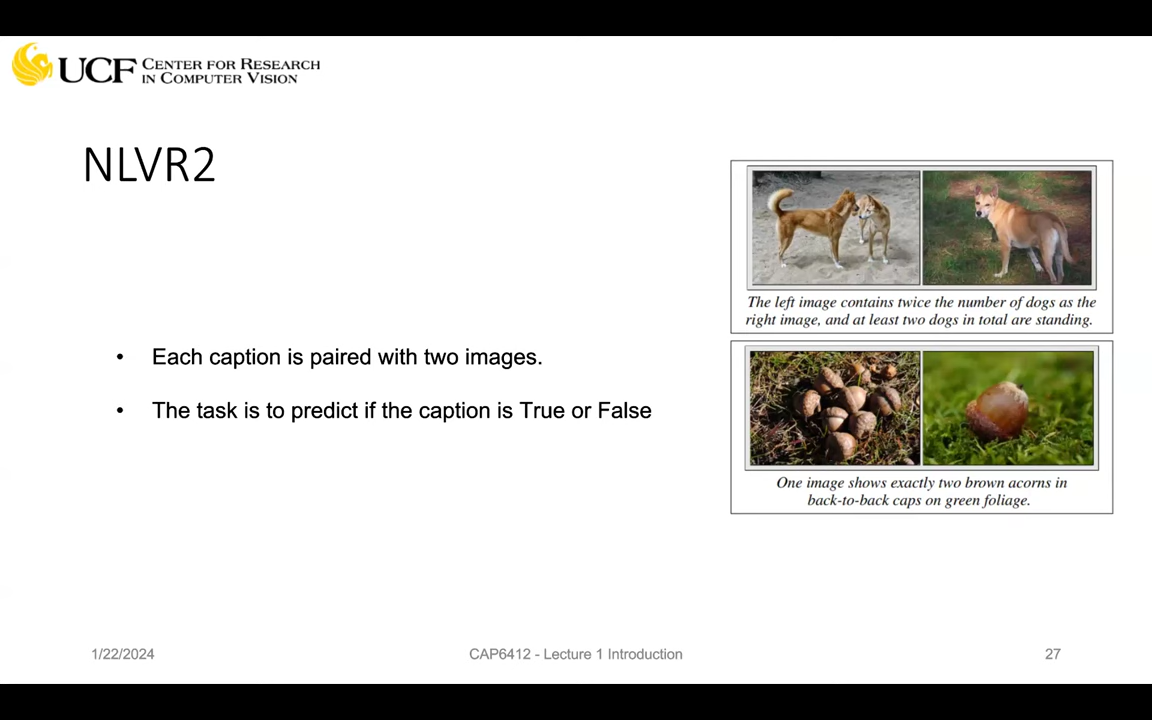 UCF CENTER FOR RESEARCH
IN COMPUTER VISION
NLVR2
• Each caption is paired with two images.
• The task is to predict if the caption is True or False
The left image contains twice the number of dogs as the
right image, and at least two dogs in total are standing.
One image shows exactly two brown acorns in
back-to-back caps on green foliage.
1/22/2024
CAP6412 - Lecture 1 Introduction
27